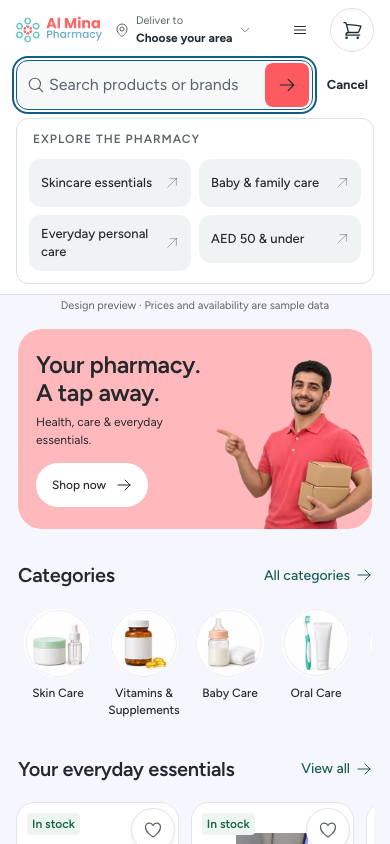 Al Mina
Pharmacy
Deliver to
Choose your area
Search products or brands
Cancel
EXPLORE THE PHARMACY
Skincare essentials
Baby & family care
Everyday personal
care
AED 50 & under
Design preview · Prices and availability are sample data
Your pharmacy.
A tap away.
Health, care & everyday
essentials.
Shop now
Categories
All categories
Skin Care
Vitamins &
Supplements
Baby Care
Oral Care
Your everyday essentials
View all
In stock
In stock